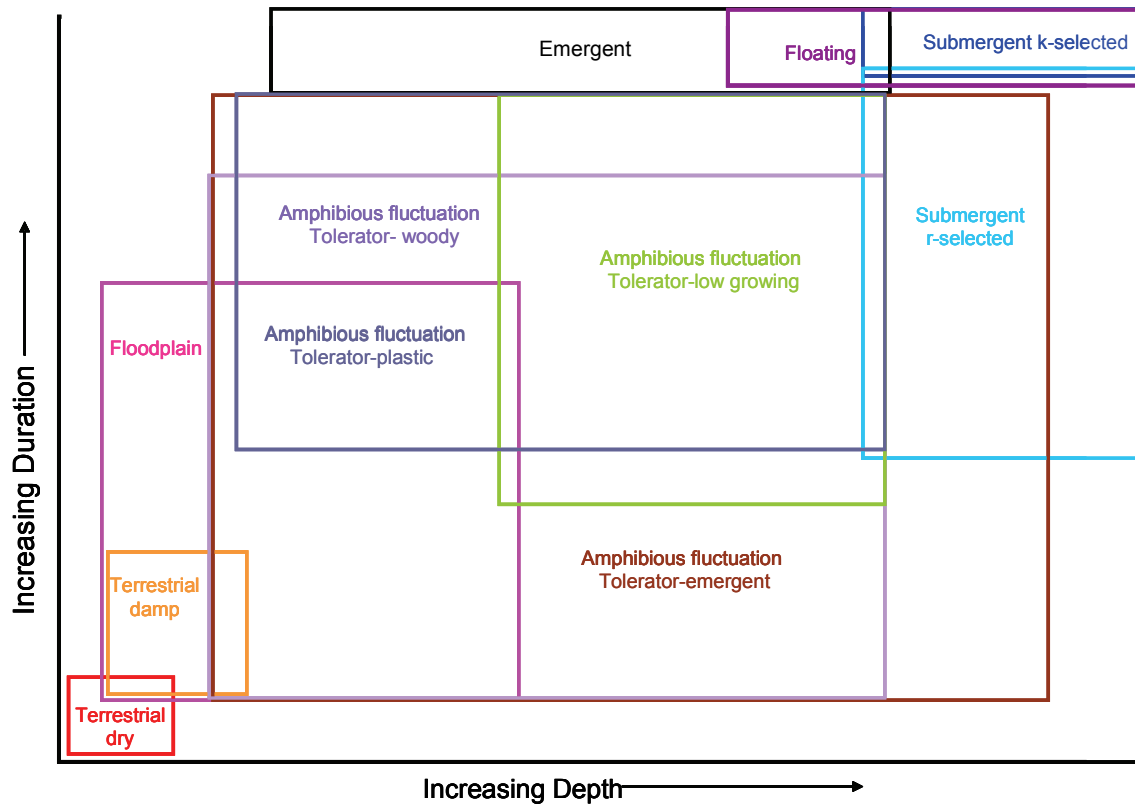 Emergent
Floating
Submergent k-selected
Amphibious fluctuation
Tolerator- woody
Submergent
r-selected
Amphibious fluctuation
Tolerator-low growing
Amphibious fluctuation
Tolerator-plastic
Floodplain
Amphibious fluctuation
Tolerator-emergent
Terrestrial
damp
Terrestrial
dry
Increasing Duration
Increasing Depth